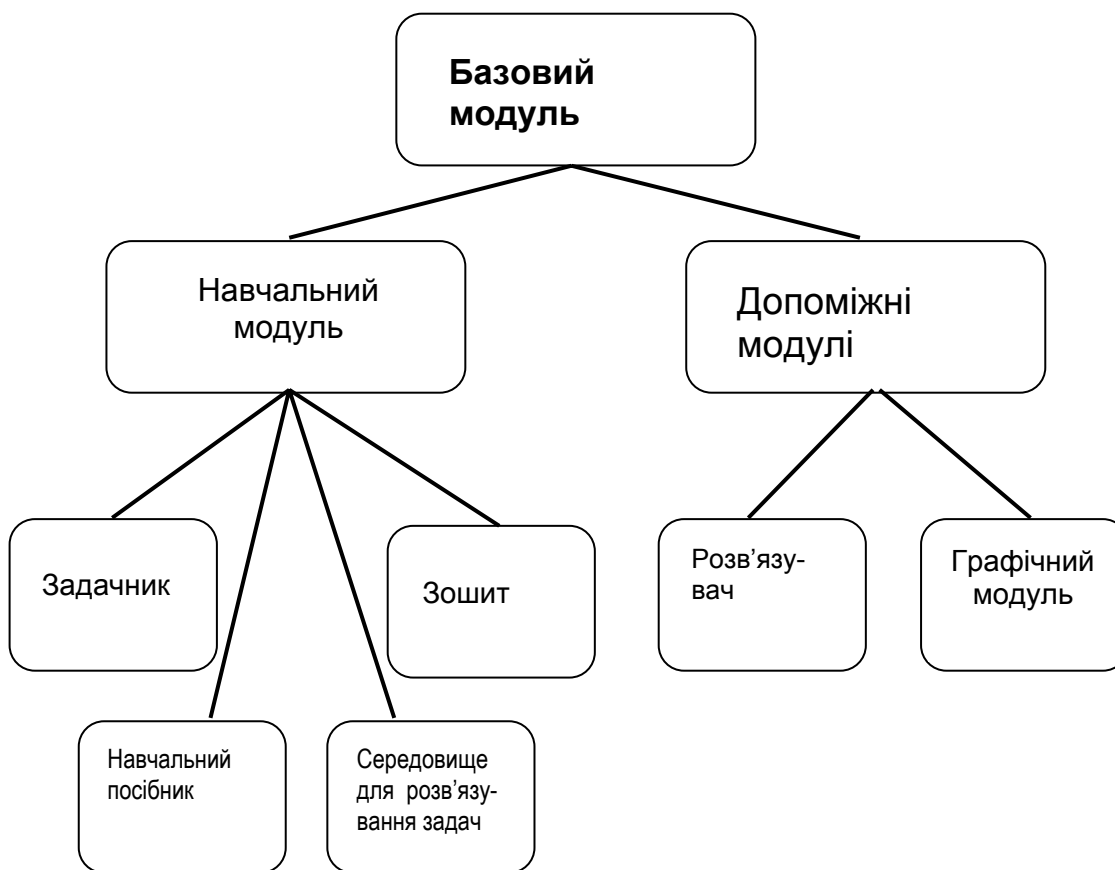 Базовий
модуль
Навчальний
модуль
Допоміжні
модулі
Задачник
Зошит
Розв’язу-
вач
Графічний
модуль
Навчальний
посібник
Середовище
для розв’язу-
вання задач